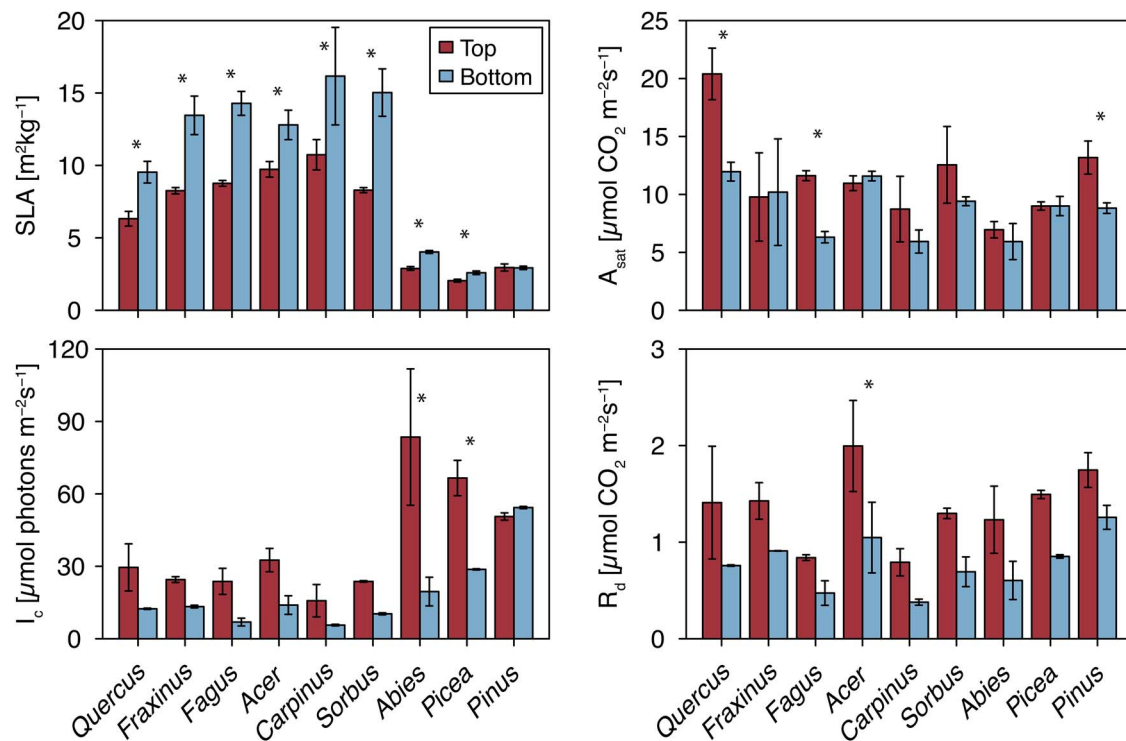 SLA [m²kg⁻¹]
20
15
10
5
0
Top
Bottom
*
*
*
*
*
*
*
*
A_sat [µmol CO₂ m⁻²s⁻¹]
25
20
15
10
5
0
*
*
*
I_c [µmol photons m⁻²s⁻¹]
120
90
60
30
0
*
*
Quercus
Fraxinus
Fagus
Acer
Carpinus
Sorbus
Abies
Picea
Pinus
R_d [µmol CO₂ m⁻²s⁻¹]
3
2
1
0
*
Quercus
Fraxinus
Fagus
Acer
Carpinus
Sorbus
Abies
Picea
Pinus